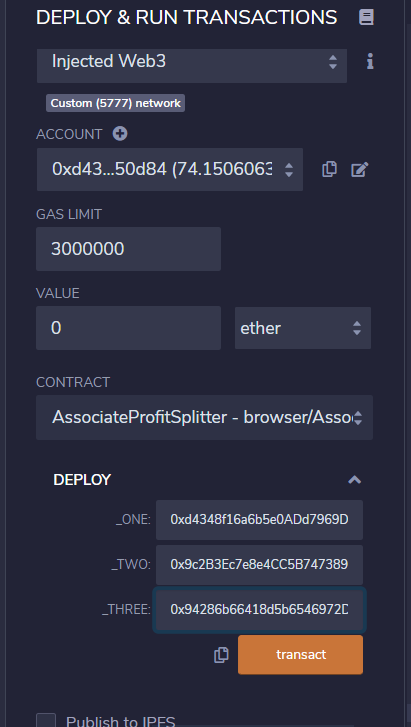 DEPLOY & RUN TRANSACTIONS
Injected Web3
Custom (5777) network
ACCOUNT
0xd43...50d84 (74.1506063
GAS LIMIT
3000000
VALUE
0 ether
CONTRACT
AssociateProfitSplitter - browser/Asso
DEPLOY
_ONE: 0xd4348f16a6b5e0ADd7969D
_TWO: 0x9c2B3Ec7e8e4CC5B747389
_THREE: 0x94286b66418d5b6546972D
transact
Publish to IPFS